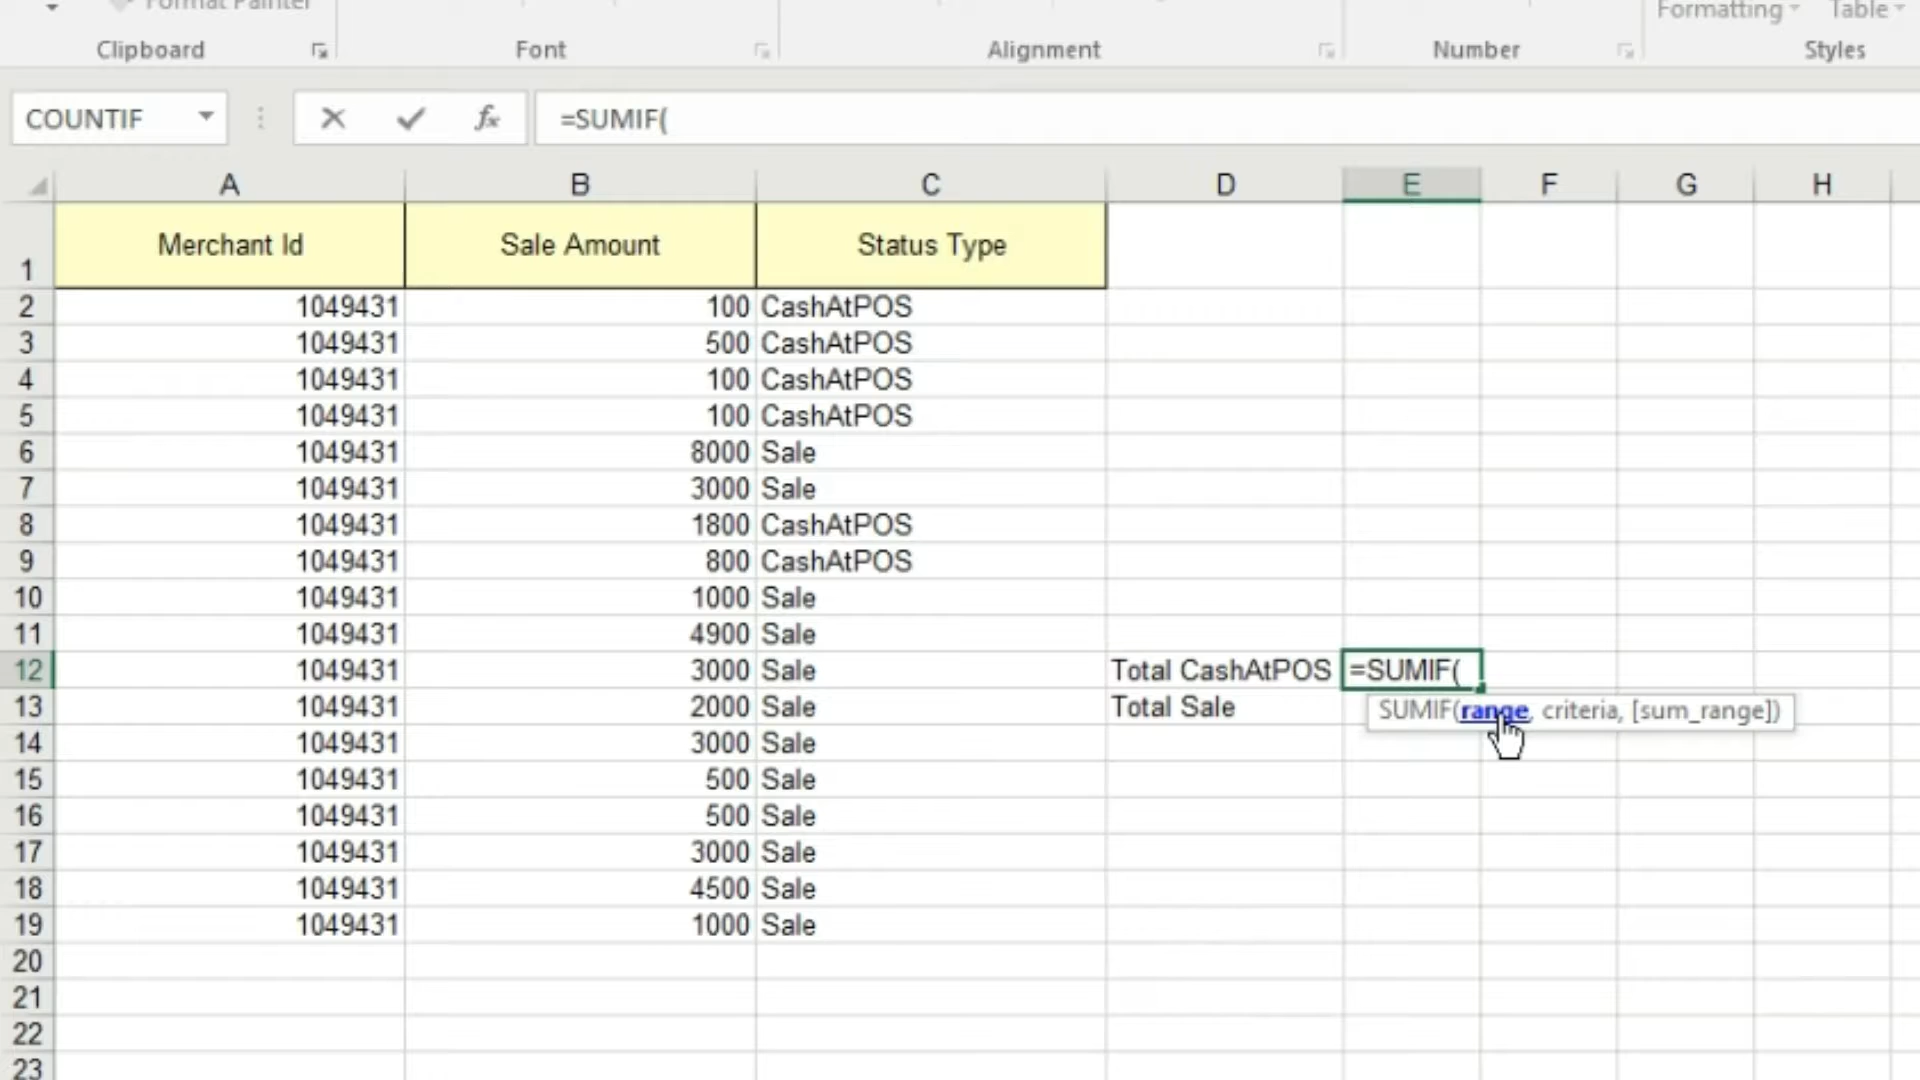 Format Painter
Formatting Table
Clipboard Font Alignment Number Styles
COUNTIF fx =SUMIF(
A B C D E F G H
1 Merchant Id Sale Amount Status Type
2 1049431 100 CashAtPOS
3 1049431 500 CashAtPOS
4 1049431 100 CashAtPOS
5 1049431 100 CashAtPOS
6 1049431 8000 Sale
7 1049431 3000 Sale
8 1049431 1800 CashAtPOS
9 1049431 800 CashAtPOS
10 1049431 1000 Sale
11 1049431 4900 Sale
12 1049431 3000 Sale Total CashAtPOS =SUMIF(
13 1049431 2000 Sale Total Sale SUMIF(range, criteria, [sum_range])
14 1049431 3000 Sale
15 1049431 500 Sale
16 1049431 500 Sale
17 1049431 3000 Sale
18 1049431 4500 Sale
19 1049431 1000 Sale
20
21
22
23